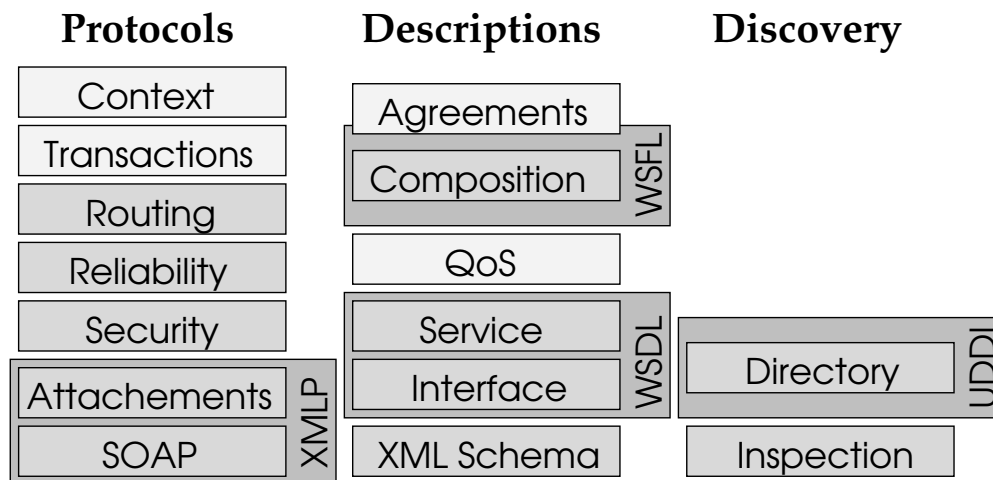 Protocols
Context
Transactions
Routing
Reliability
Security
Attachements
SOAP
XMLP
Descriptions
Agreements
Composition
WSFL
QoS
Service
Interface
WSDL
XML Schema
Discovery
Directory
UDDI
Inspection